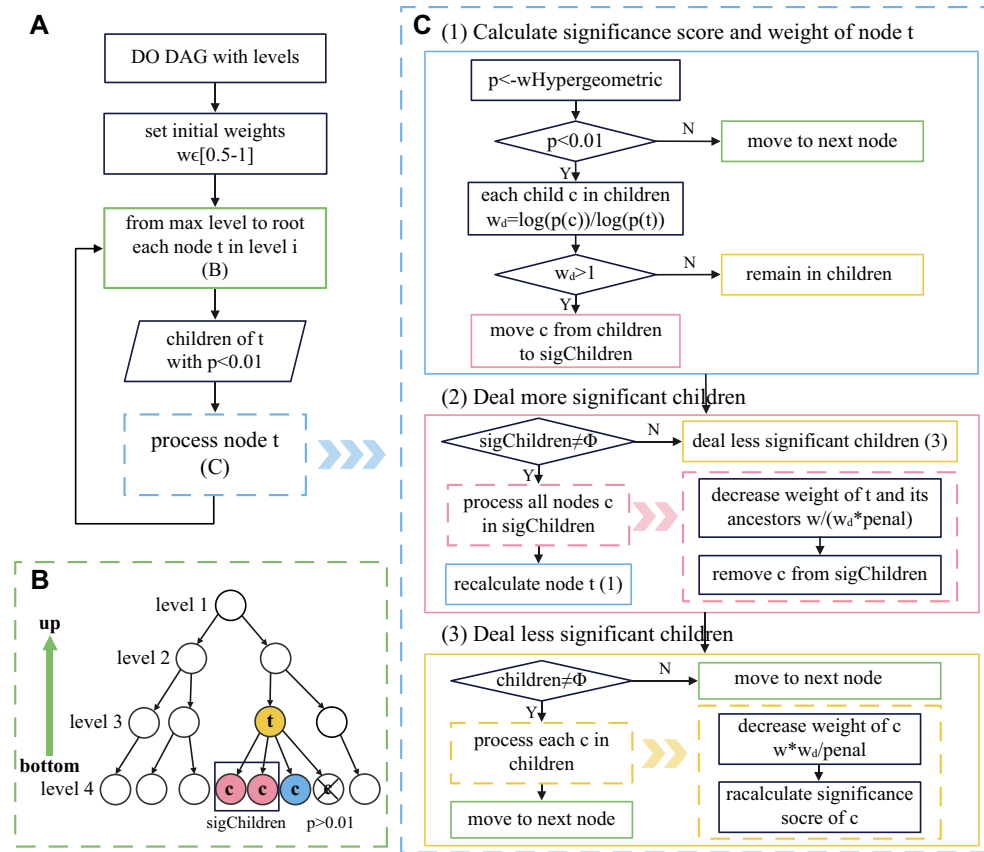 A
DO DAG with levels
set initial weights
wϵ[0.5-1]
from max level to root
each node t in level i
(B)
children of t
with p<0.01
process node t
(C)
B
up
bottom
level 1
level 2
level 3
level 4
t
c
c
c
c
sigChildren
p>0.01
C
(1) Calculate significance score and weight of node t
p<-wHypergeometric
p<0.01
N
move to next node
Y
each child c in children
wd=log(p(c))/log(p(t))
wd>1
N
remain in children
Y
move c from children
to sigChildren
(2) Deal more significant children
sigChildren≠Φ
N
deal less significant children (3)
Y
process all nodes c
in sigChildren
decrease weight of t and its
ancestors w/(wd*penal)
remove c from sigChildren
recalculate node t (1)
(3) Deal less significant children
children≠Φ
N
move to next node
Y
process each c in
children
decrease weight of c
w*wd/penal
racalculate significance
socre of c
move to next node